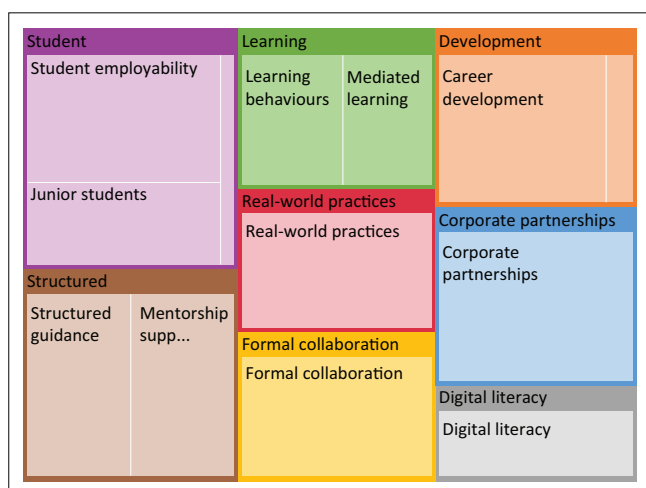 Student
Student employability
Junior students
Structured
Structured
guidance
Mentorship
supp...
Learning
Learning
behaviours
Mediated
learning
Real-world practices
Real-world practices
Formal collaboration
Formal collaboration
Development
Career
development
Corporate partnerships
Corporate
partnerships
Digital literacy
Digital literacy